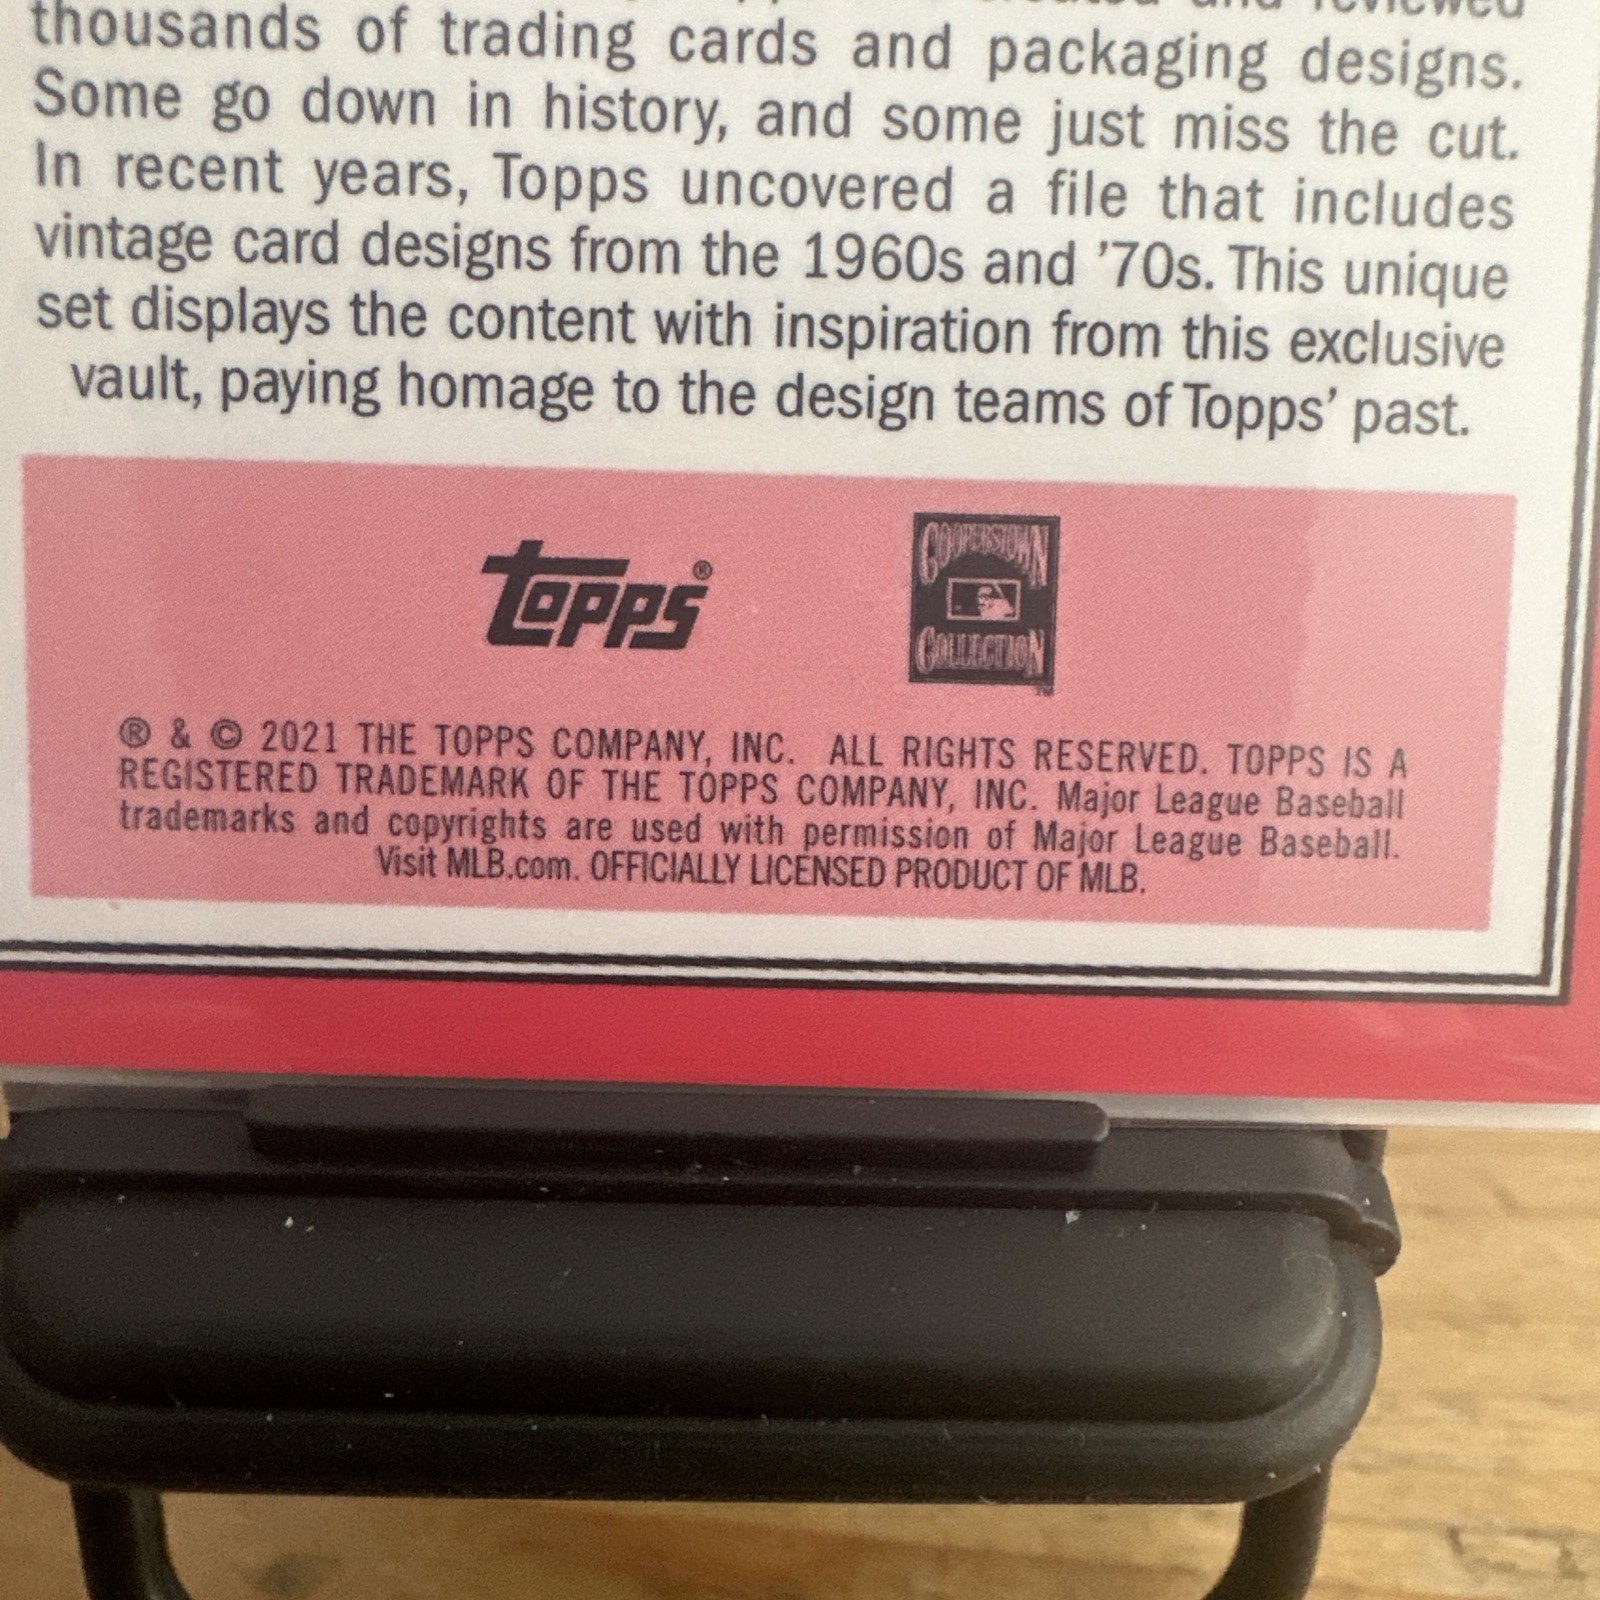 created and reviewed
thousands of trading cards and packaging designs.
Some go down in history, and some just miss the cut.
In recent years, Topps uncovered a file that includes
vintage card designs from the 1960s and ’70s. This unique
set displays the content with inspiration from this exclusive
vault, paying homage to the design teams of Topps’ past.
Topps®
COOPERSTOWN
COLLECTION
TM
® & © 2021 THE TOPPS COMPANY, INC. ALL RIGHTS RESERVED. TOPPS IS A
REGISTERED TRADEMARK OF THE TOPPS COMPANY, INC. Major League Baseball
trademarks and copyrights are used with permission of Major League Baseball.
Visit MLB.com. OFFICIALLY LICENSED PRODUCT OF MLB.